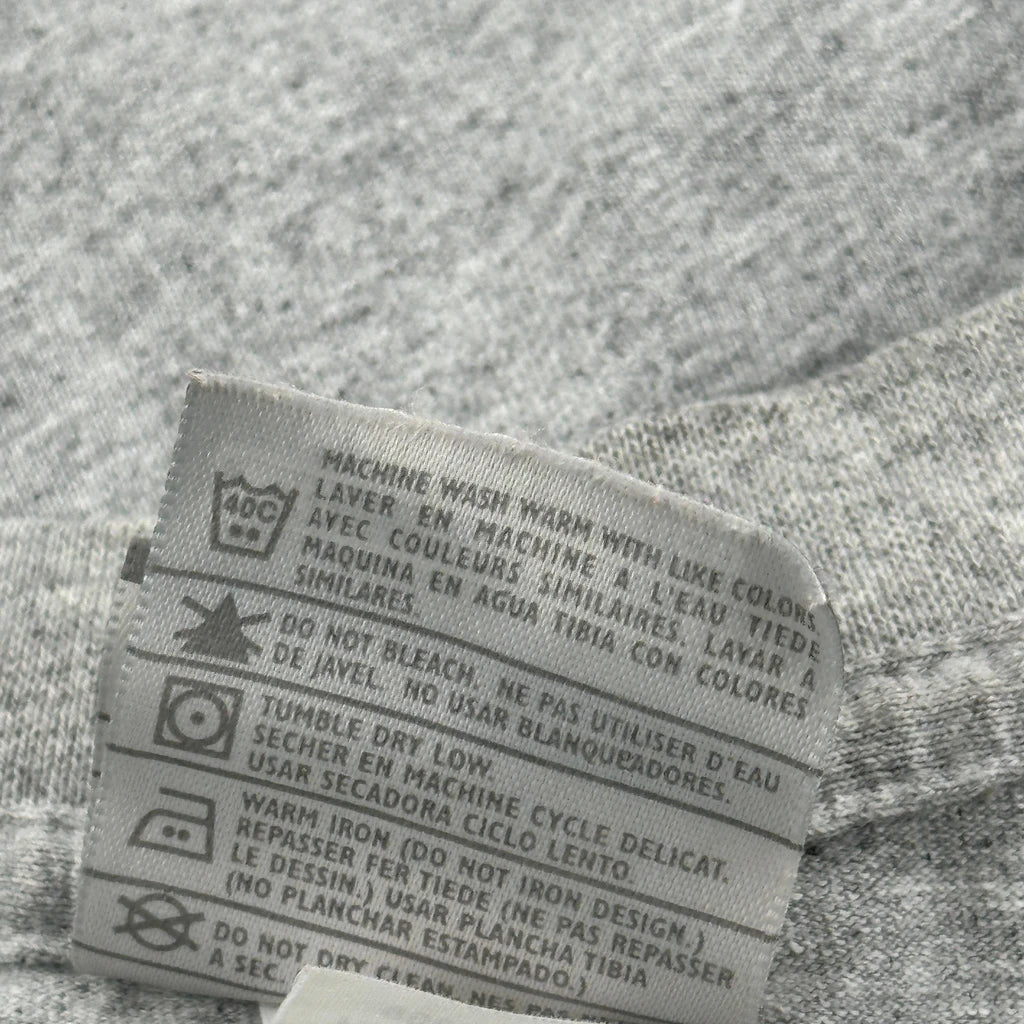 40C
MACHINE WASH WARM WITH LIKE COLORS.
LAVER EN MACHINE A L'EAU TIEDE
AVEC COULEURS SIMILAIRES. LAVAR A
MAQUINA EN AGUA TIBIA CON COLORES
SIMILARES.
DO NOT BLEACH. NE PAS UTILISER D'EAU
DE JAVEL. NO USAR BLANQUEADORES.
TUMBLE DRY LOW.
SECHER EN MACHINE CYCLE DELICAT.
USAR SECADORA CICLO LENTO.
WARM IRON (DO NOT IRON DESIGN.)
REPASSER FER TIEDE (NE PAS REPASSER
LE DESSIN.) USAR PLANCHA TIBIA
(NO PLANCHAR ESTAMPADO.)
DO NOT DRY CLEAN.
A SEC.